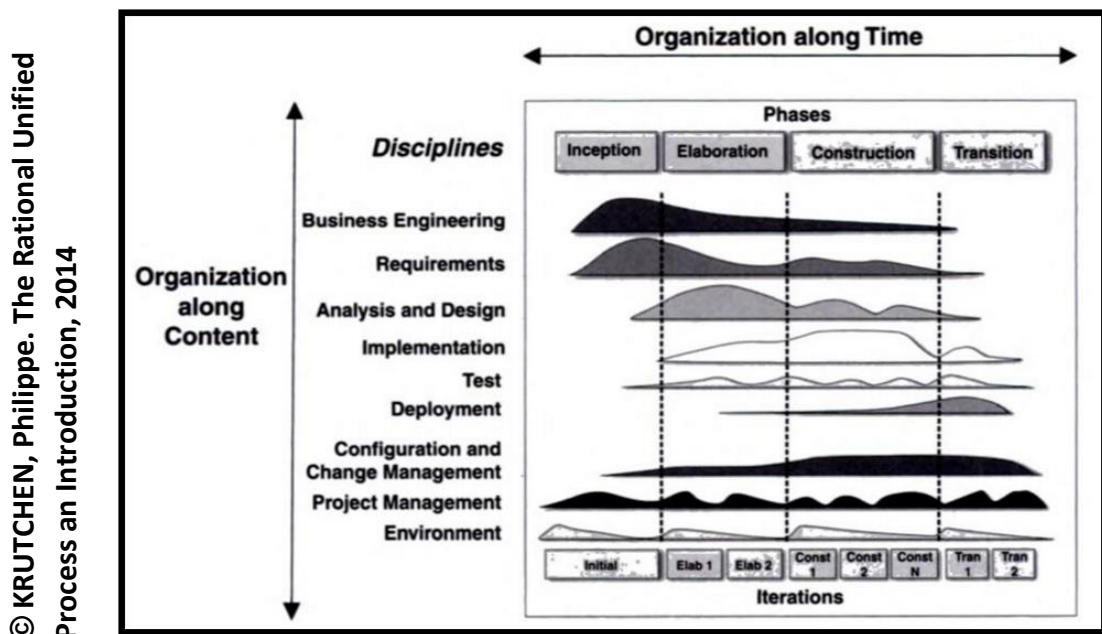 © KRUTCHEN, Philippe. The Rational Unified
Process an Introduction, 2014
Organization along Time
Organization
along
Content
Phases
Disciplines
Inception
Elaboration
Construction
Transition
Business Engineering
Requirements
Analysis and Design
Implementation
Test
Deployment
Configuration and
Change Management
Project Management
Environment
Initial
Elab 1
Elab 2
Const
1
Const
2
Const
N
Tran
1
Tran
2
Iterations